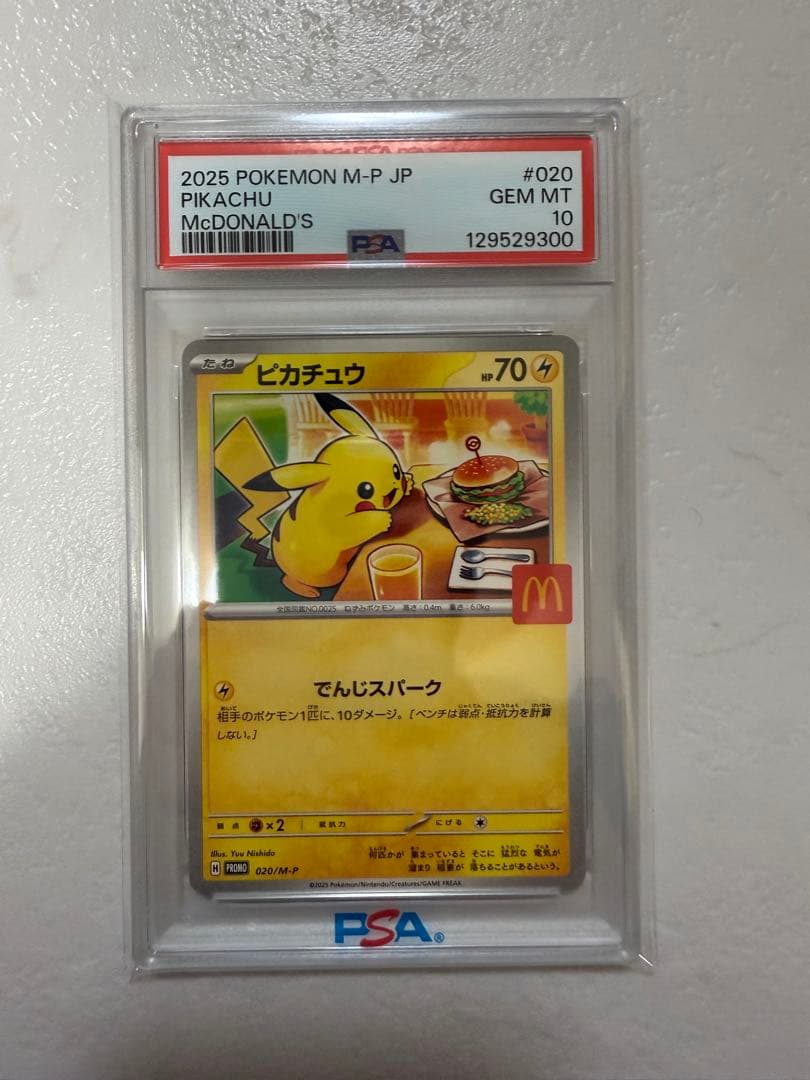 2025 POKEMON M-P JP #020
PIKACHU GEM MT
McDONALD'S 10
PSA 129529300
たね ピカチュウ HP70
全国図鑑NO.0025 ねずみポケモン 高さ:0.4m 重さ:6.0kg
でんじスパーク
相手のポケモン1匹に、10ダメージ。[ベンチは弱点・抵抗力を計算
しない。]
弱点 ×2 抵抗力 にげる
Illus. Yuu Nishido
何匹かが 集まっていると そこに 猛烈な 電気が
H PROMO 020/M-P
溜まり 稲妻が 落ちることがあるという。
©2025 Pokémon/Nintendo/Creatures/GAME FREAK
PSA®